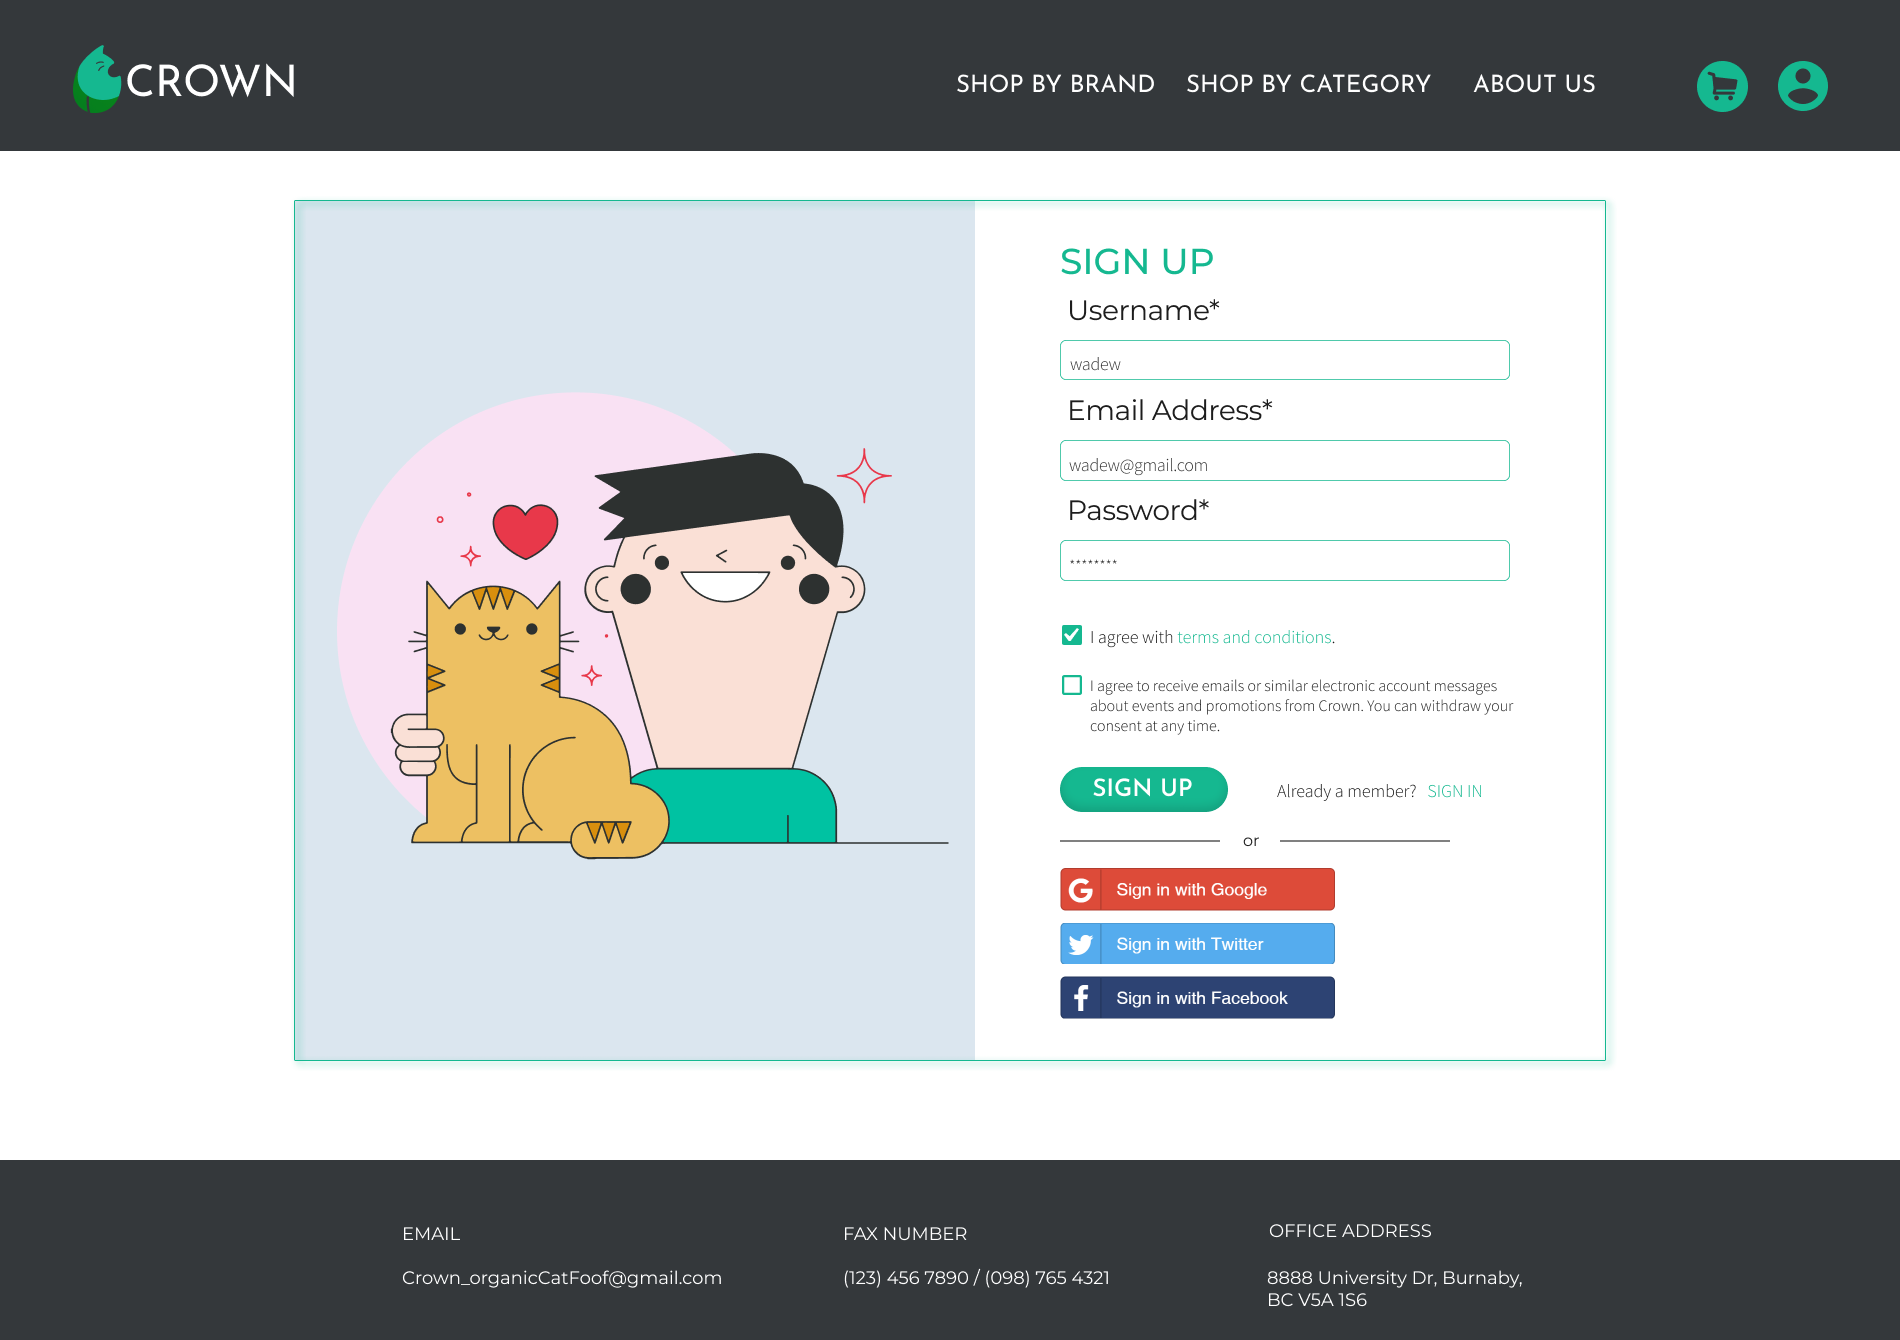 CROWN
SHOP BY BRAND
SHOP BY CATEGORY
ABOUT US
SIGN UP
Username*
wadew
Email Address*
wadew@gmail.com
Password*
********
I agree with terms and conditions.
I agree to receive emails or similar electronic account messages
about events and promotions from Crown. You can withdraw your
consent at any time.
SIGN UP
Already a member? SIGN IN
or
Sign in with Google
Sign in with Twitter
Sign in with Facebook
EMAIL
Crown_organicCatFoof@gmail.com
FAX NUMBER
(123) 456 7890 / (098) 765 4321
OFFICE ADDRESS
8888 University Dr, Burnaby,
BC V5A 1S6